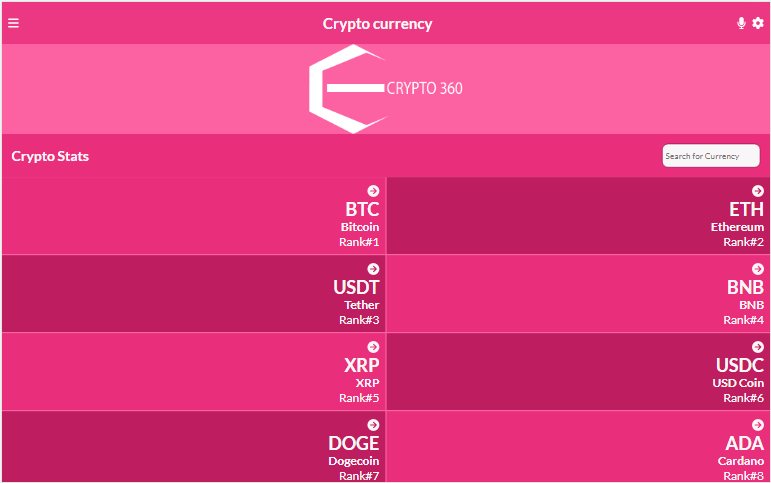 Crypto currency
CRYPTO 360
Crypto Stats
Search for Currency
BTC
Bitcoin
Rank#1
ETH
Ethereum
Rank#2
USDT
Tether
Rank#3
BNB
BNB
Rank#4
XRP
XRP
Rank#5
USDC
USD Coin
Rank#6
DOGE
Dogecoin
Rank#7
ADA
Cardano
Rank#8